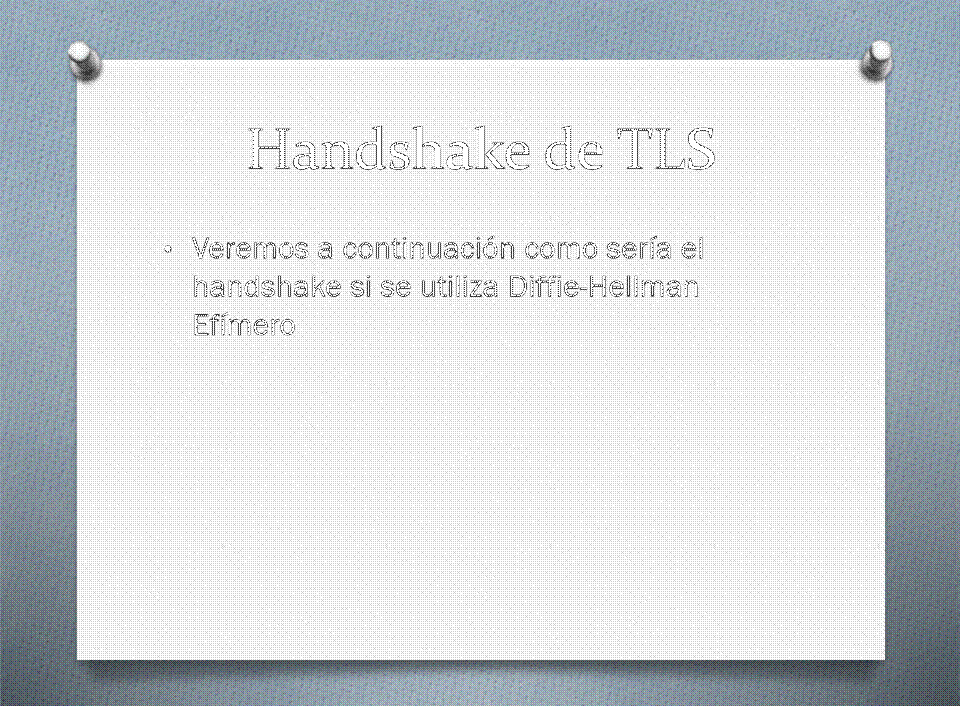 Handshake de TLS
• Veremos a continuación como sería el
handshake si se utiliza Diffie-Hellman
Efímero